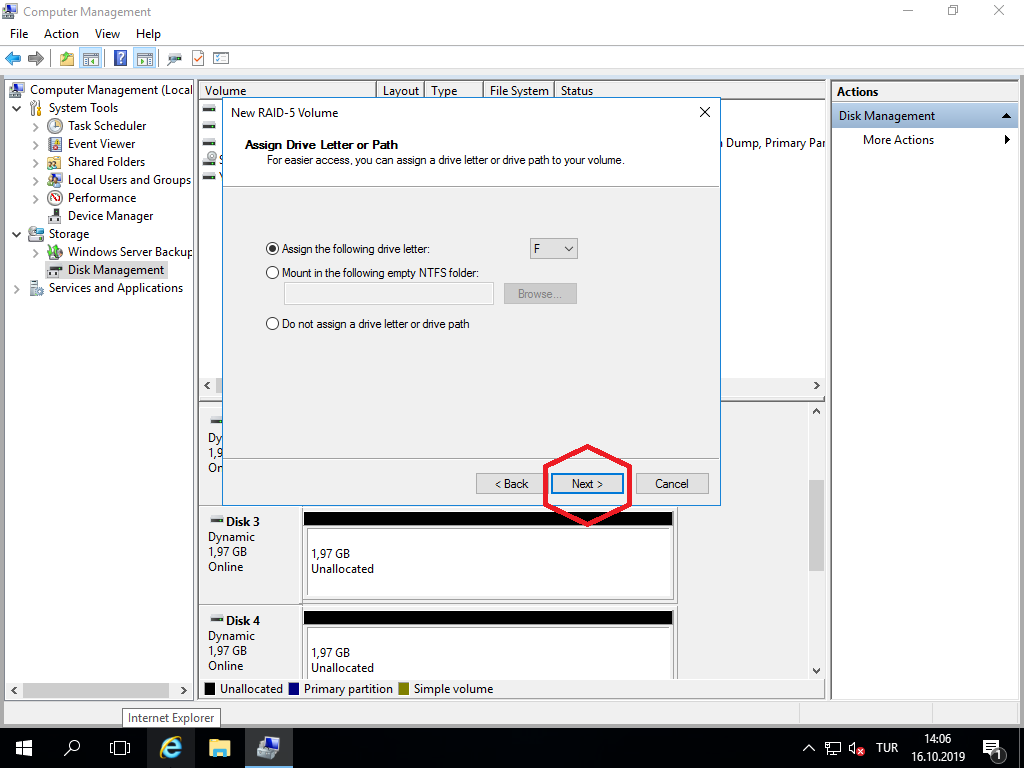 Computer Management
File Action View Help
Computer Management (Local
System Tools
Task Scheduler
Event Viewer
Shared Folders
Local Users and Groups
Performance
Device Manager
Storage
Windows Server Backup
Disk Management
Services and Applications
Volume Layout Type File System Status
Dump, Primary Par
New RAID-5 Volume
Assign Drive Letter or Path
For easier access, you can assign a drive letter or drive path to your volume.
Assign the following drive letter: F
Mount in the following empty NTFS folder:
Browse...
Do not assign a drive letter or drive path
< Back Next > Cancel
Dy
1,9
On
Disk 3
Dynamic
1,97 GB
Online
1,97 GB
Unallocated
Disk 4
Dynamic
1,97 GB
Online
1,97 GB
Unallocated
Unallocated Primary partition Simple volume
Actions
Disk Management
More Actions
Internet Explorer
TUR
14:06
16.10.2019
1